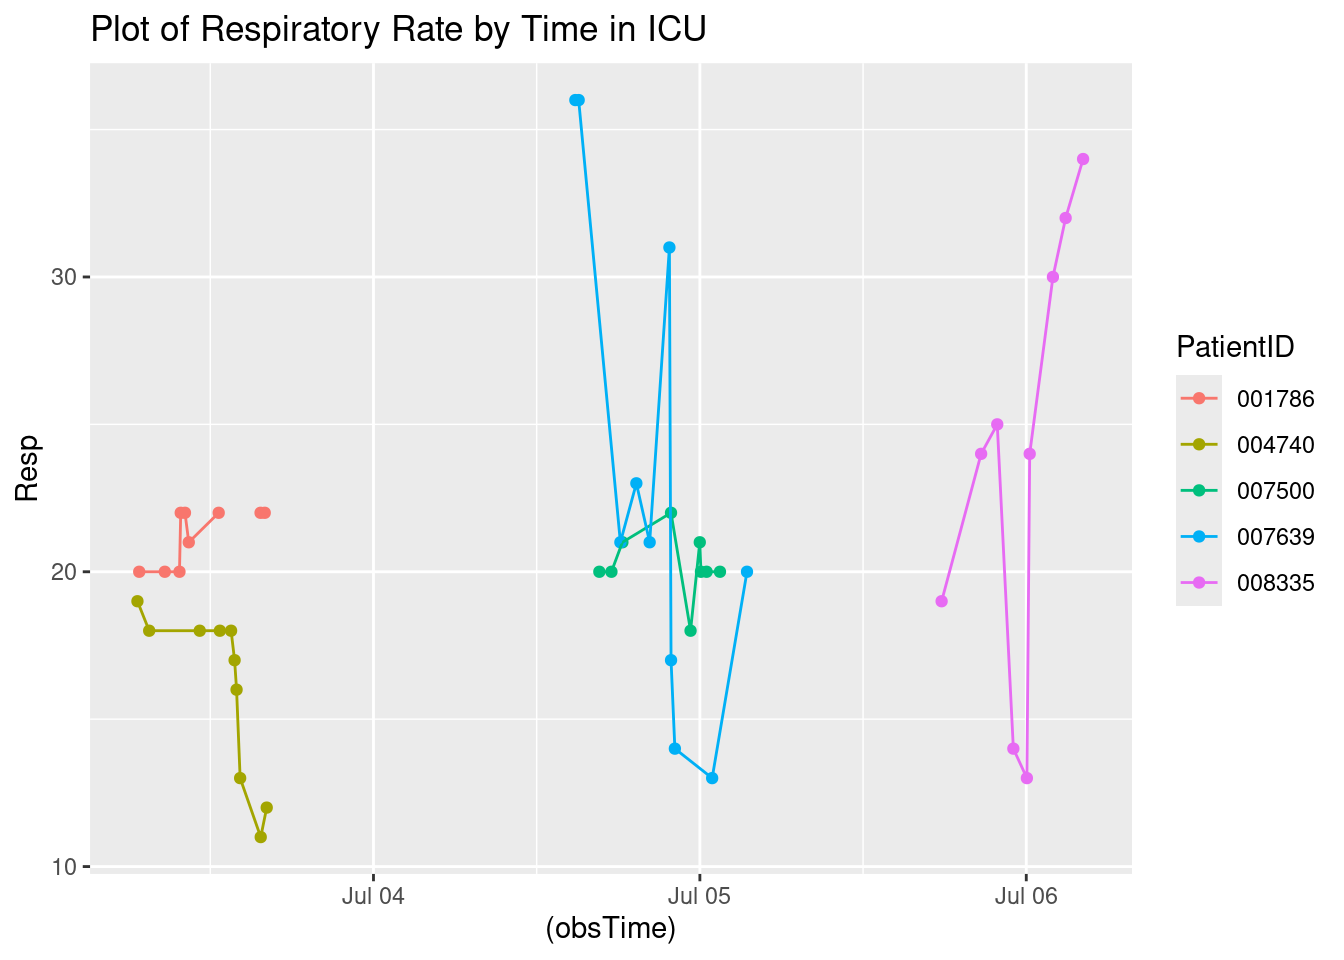 Plot of Respiratory Rate by Time in ICU
Resp
30
20
10
Jul 04
Jul 05
Jul 06
(obsTime)
PatientID
001786
004740
007500
007639
008335